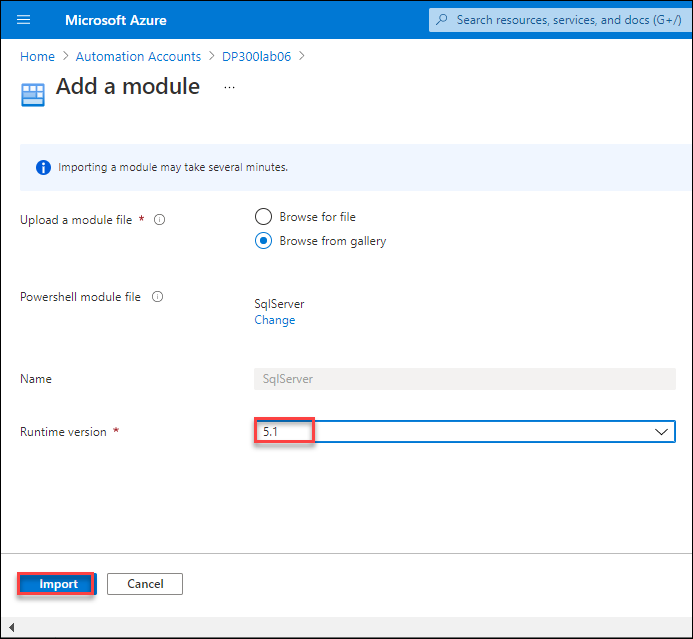 Microsoft Azure
Search resources, services, and docs (G+/)
Home > Automation Accounts > DP300lab06 >
Add a module ...
Importing a module may take several minutes.
Upload a module file *
Browse for file
Browse from gallery
Powershell module file
SqlServer
Change
Name
SqlServer
Runtime version *
5.1
Import
Cancel